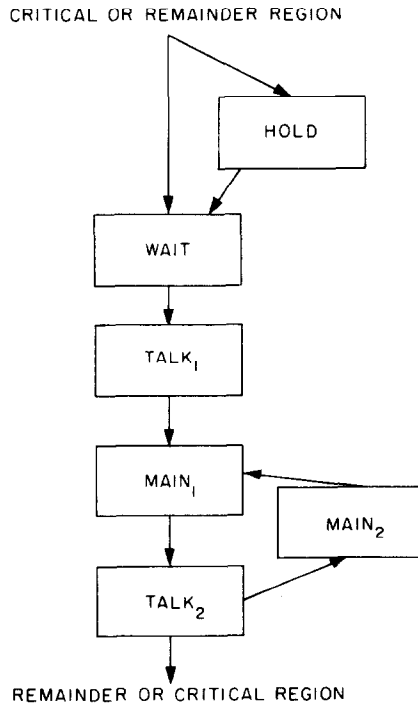 CRITICAL OR REMAINDER REGION
HOLD
WAIT
TALK₁
MAIN₁
MAIN₂
TALK₂
REMAINDER OR CRITICAL REGION